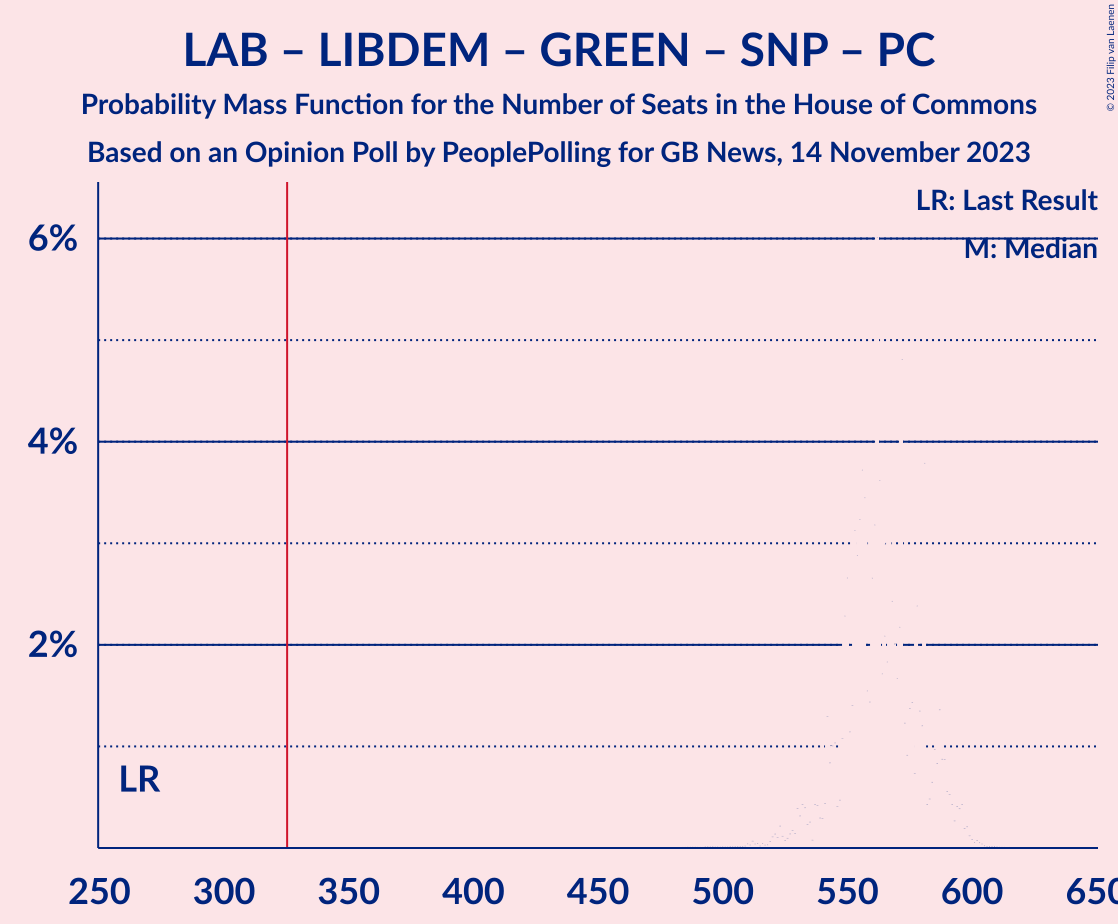 LAB – LIBDEM – GREEN – SNP – PC
Probability Mass Function for the Number of Seats in the House of Commons
Based on an Opinion Poll by PeoplePolling for GB News, 14 November 2023
© 2023 Filip van Laenen
LR: Last Result
M: Median
6%
4%
2%
LR
250 300 350 400 450 500 550 600 650